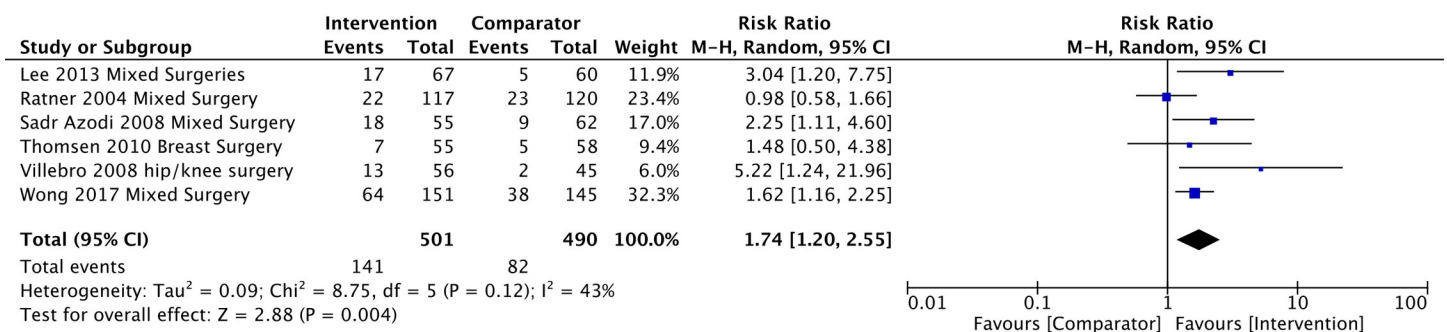 Intervention Comparator Risk Ratio Risk Ratio
Study or Subgroup Events Total Events Total Weight M-H, Random, 95% CI M-H, Random, 95% CI
Lee 2013 Mixed Surgeries 17 67 5 60 11.9% 3.04 [1.20, 7.75]
Ratner 2004 Mixed Surgery 22 117 23 120 23.4% 0.98 [0.58, 1.66]
Sadr Azodi 2008 Mixed Surgery 18 55 9 62 17.0% 2.25 [1.11, 4.60]
Thomsen 2010 Breast Surgery 7 55 5 58 9.4% 1.48 [0.50, 4.38]
Villebro 2008 hip/knee surgery 13 56 2 45 6.0% 5.22 [1.24, 21.96]
Wong 2017 Mixed Surgery 64 151 38 145 32.3% 1.62 [1.16, 2.25]
Total (95% CI) 501 490 100.0% 1.74 [1.20, 2.55]
Total events 141 82
Heterogeneity: Tau² = 0.09; Chi² = 8.75, df = 5 (P = 0.12); I² = 43%
Test for overall effect: Z = 2.88 (P = 0.004)
0.01 0.1 1 10 100
Favours [Comparator] Favours [Intervention]